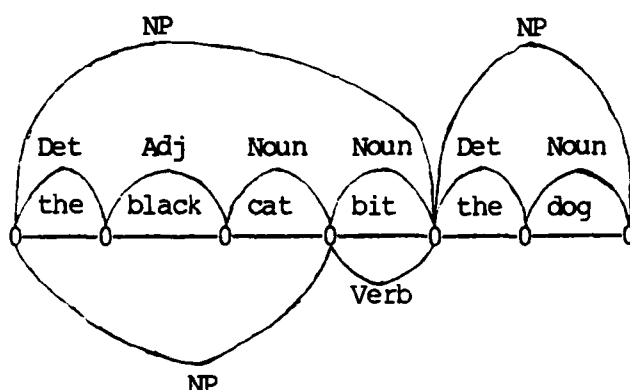 NP NP
Det Adj Noun Noun Det Noun
the black cat bit the dog
Verb
NP